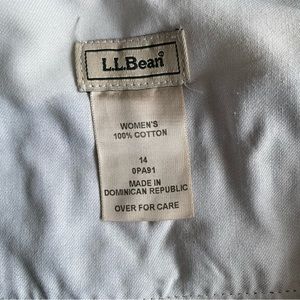 L.L.Bean®
WOMEN'S
100% COTTON
14
0PA91
MADE IN
DOMINICAN REPUBLIC
OVER FOR CARE